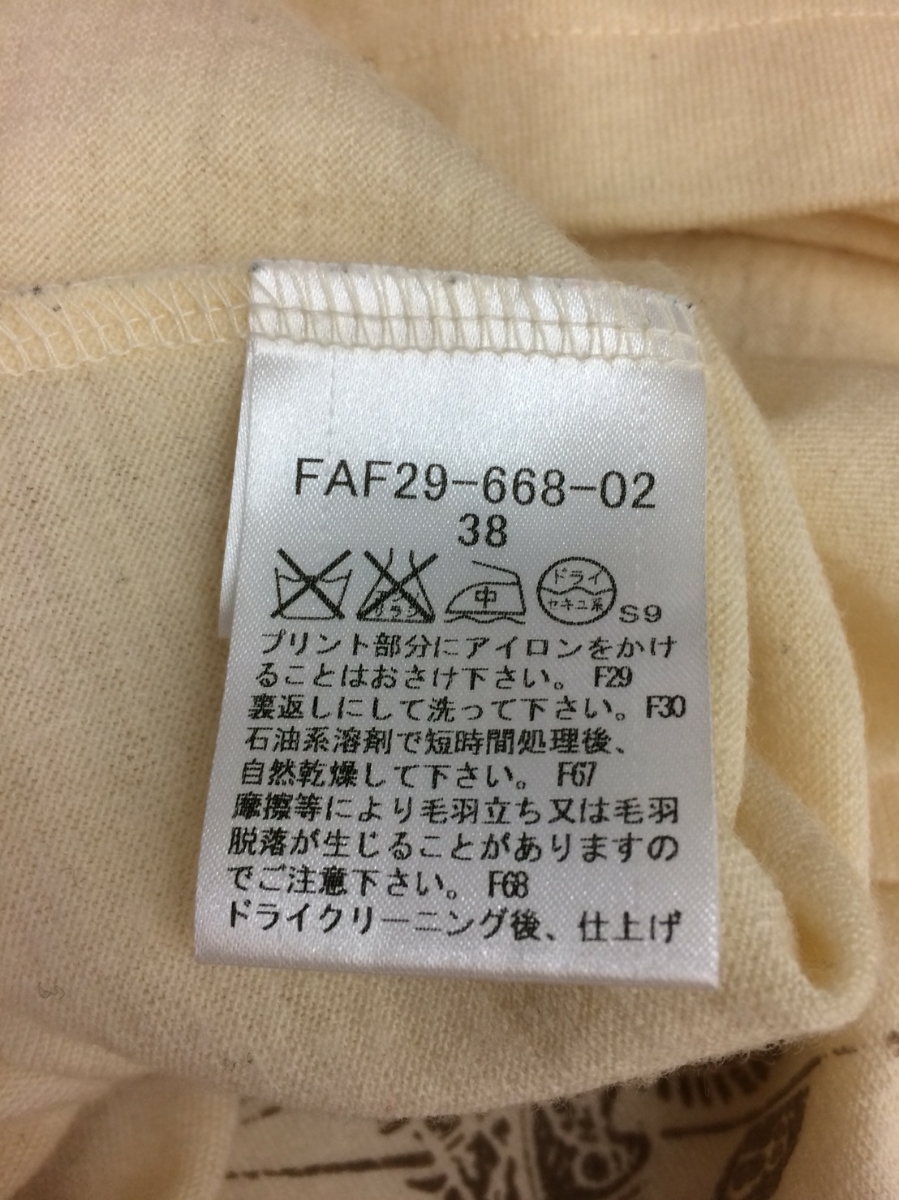 FAF29-668-02
38
中
ドライ
セキユ系
S9
プリント部分にアイロンをかけ
ることはおさけ下さい。 F29
裏返しにして洗って下さい。 F30
石油系溶剤で短時間処理後、
自然乾燥して下さい。 F67
摩擦等により毛羽立ち又は毛羽
脱落が生じることがありますの
でご注意下さい。 F68
ドライクリーニング後、仕上げ